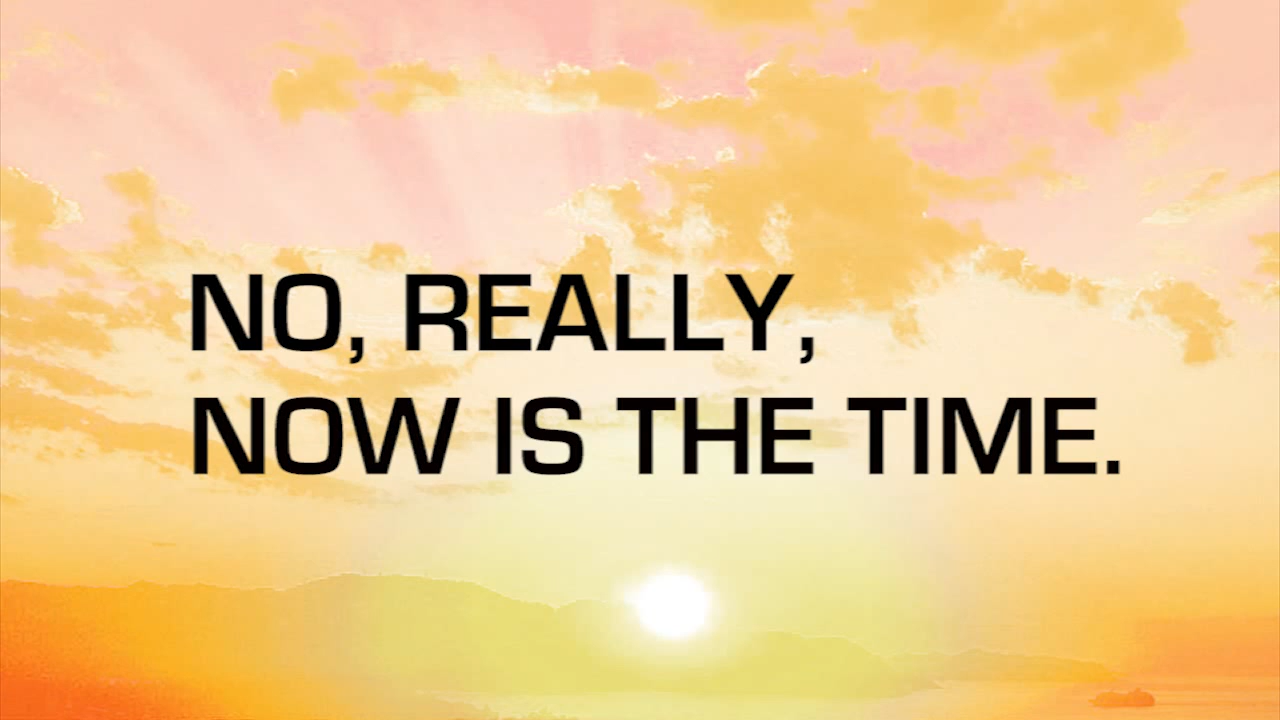 NO, REALLY,
NOW IS THE TIME.